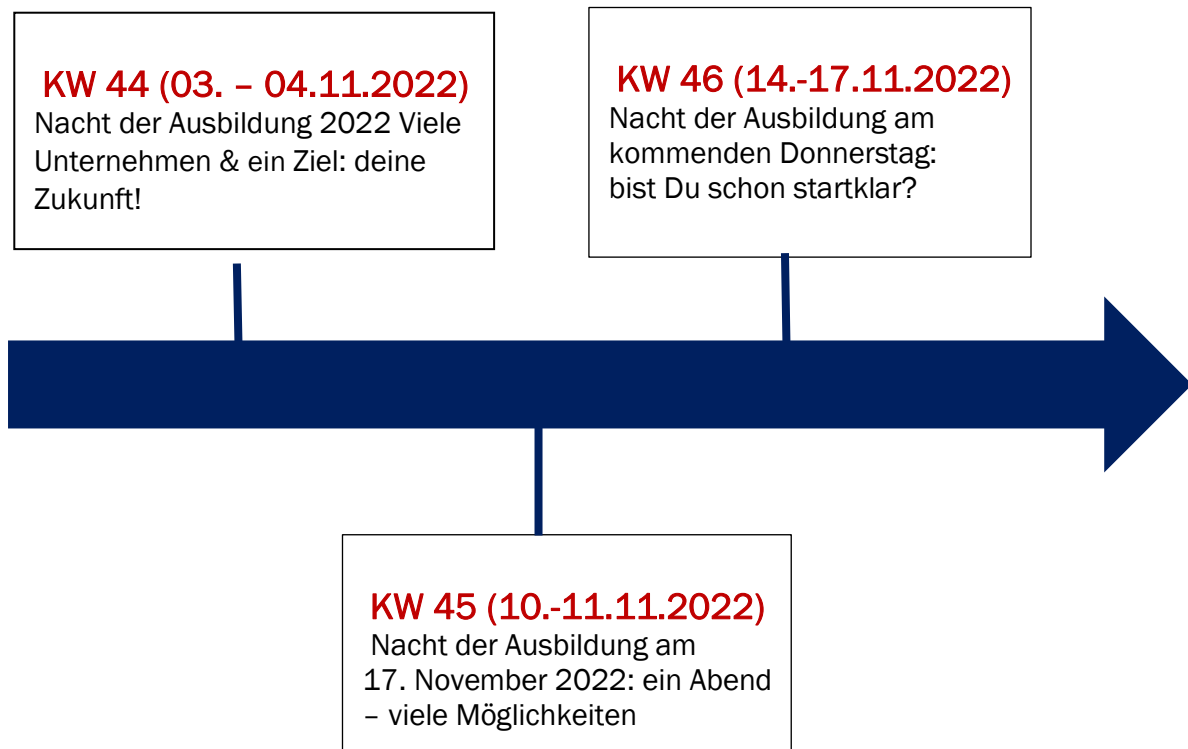 KW 44 (03. – 04.11.2022)
Nacht der Ausbildung 2022 Viele
Unternehmen & ein Ziel: deine
Zukunft!
KW 46 (14.-17.11.2022)
Nacht der Ausbildung am
kommenden Donnerstag:
bist Du schon startklar?
KW 45 (10.-11.11.2022)
Nacht der Ausbildung am
17. November 2022: ein Abend
– viele Möglichkeiten